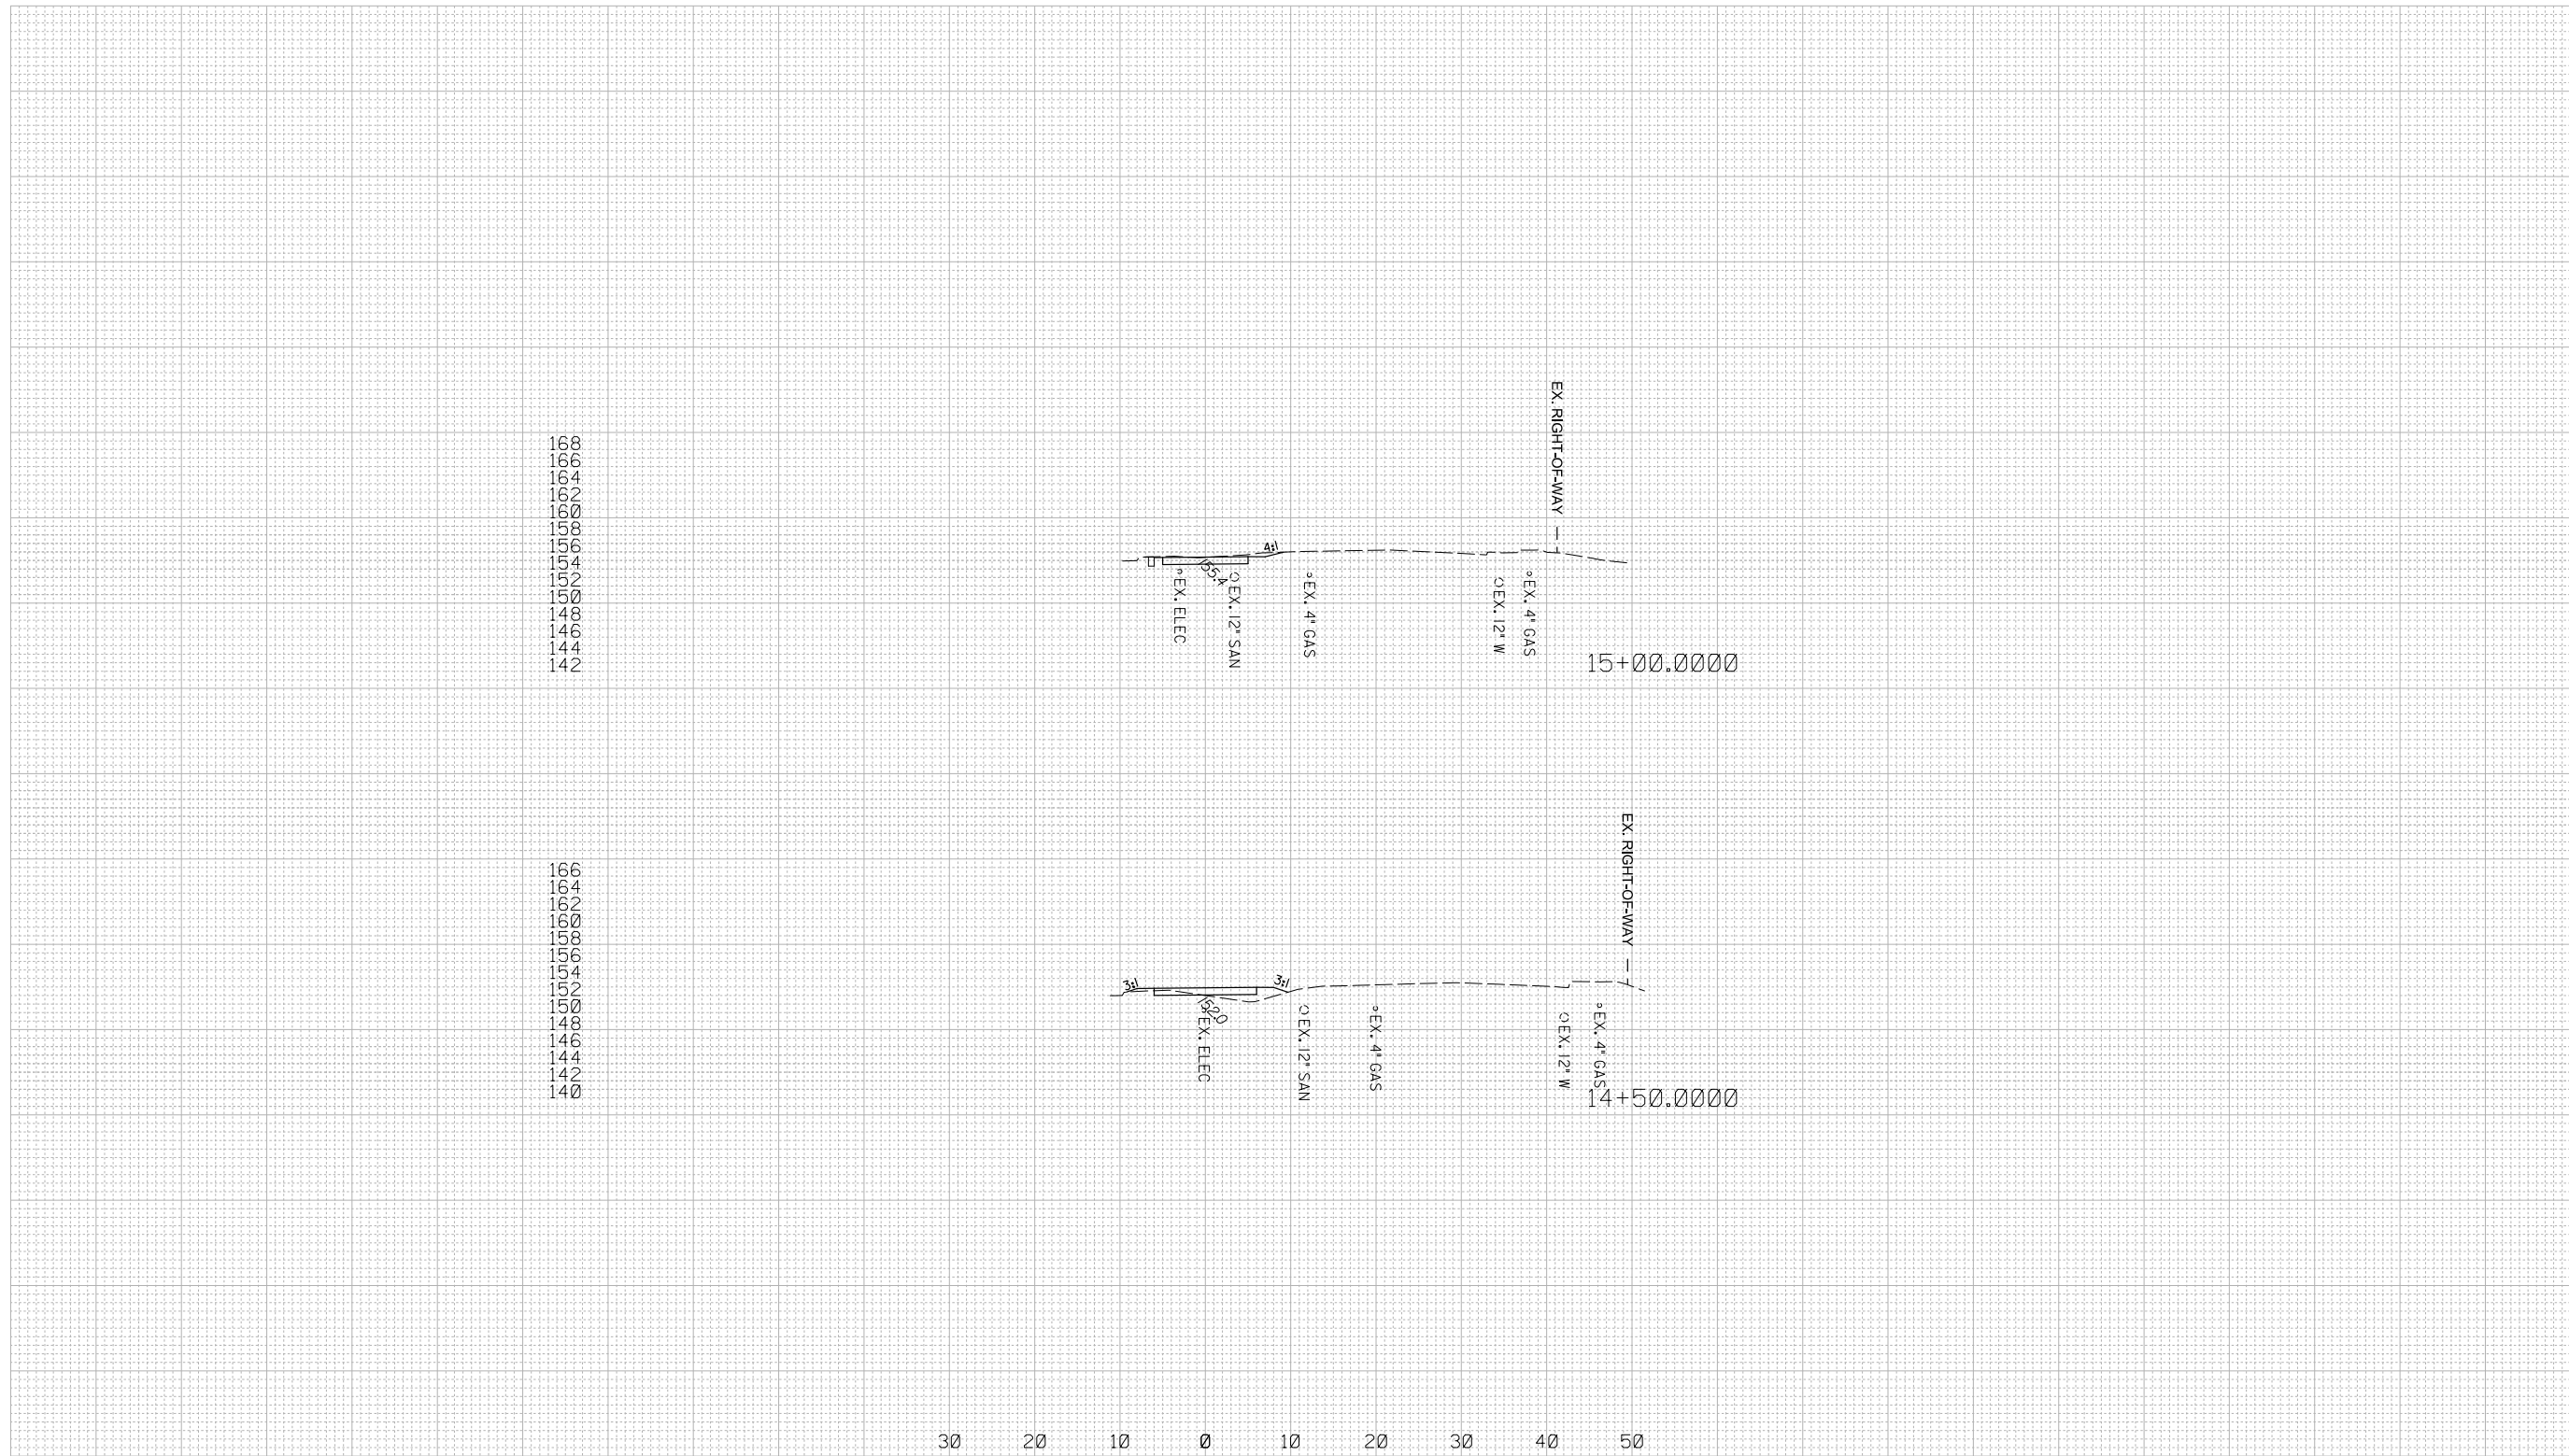 EX. RIGHT-OF-WAY
168
166
164
162
160
158
156
154
152
150
148
146
144
142
4:1
155.4
EX. ELEC
EX. 12" SAN
EX. 4" GAS
EX. 12" W
EX. 4" GAS
15+00.0000
EX. RIGHT-OF-WAY
166
164
162
160
158
156
154
152
150
148
146
144
142
140
3:1
3:1
152.0
EX. ELEC
EX. 12" SAN
EX. 4" GAS
EX. 12" W
EX. 4" GAS
14+50.0000
30 20 10 0 10 20 30 40 50